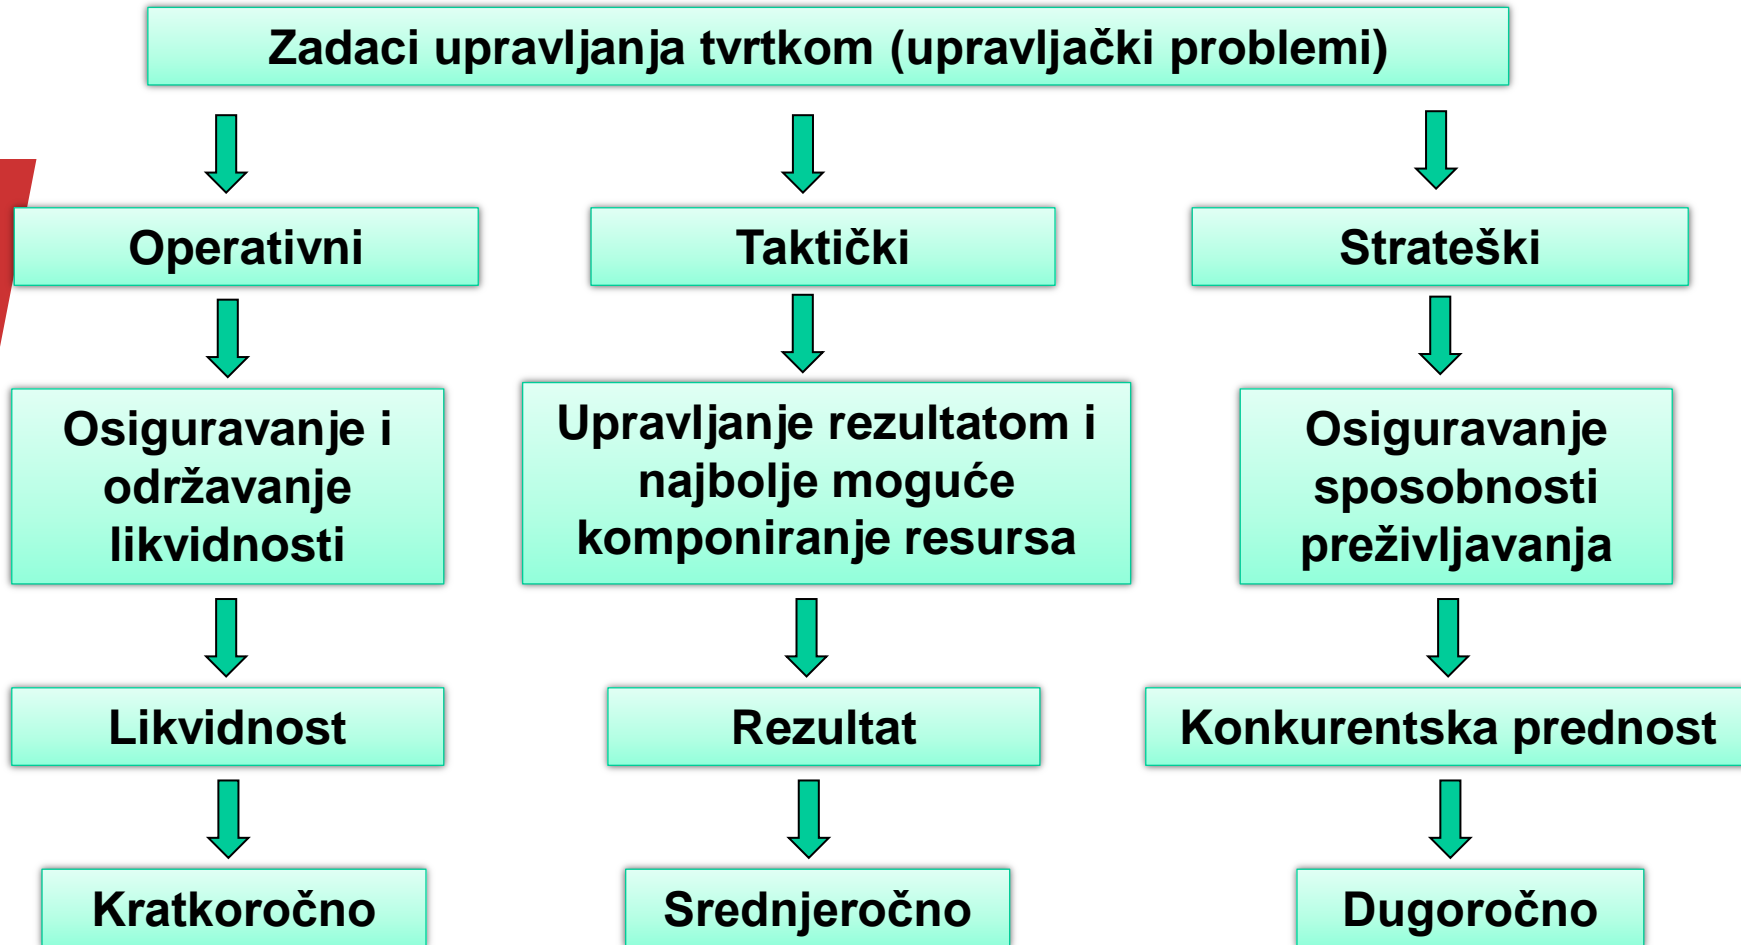 Zadaci upravljanja tvrtkom (upravljački problemi)
Operativni
Taktički
Strateški
Osiguravanje i
održavanje
likvidnosti
Upravljanje rezultatom i
najbolje moguće
komponiranje resursa
Osiguravanje
sposobnosti
preživljavanja
Likvidnost
Rezultat
Konkurentska prednost
Kratkoročno
Srednjeročno
Dugoročno